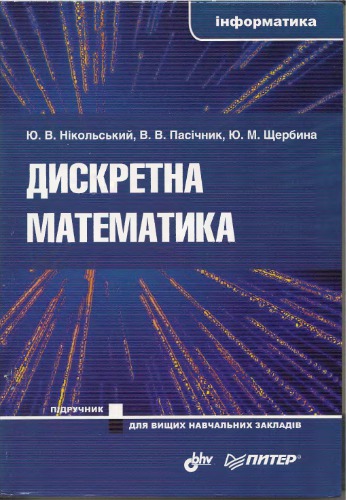 інформатика
Ю. В. Нікольський, В. В. Пасічник, Ю. М. Щербина
ДИСКРЕТНА
МАТЕМАТИКА
ПІДРУЧНИК
ДЛЯ ВИЩИХ НАВЧАЛЬНИХ ЗАКЛАДІВ
bhv ПИТЕР®